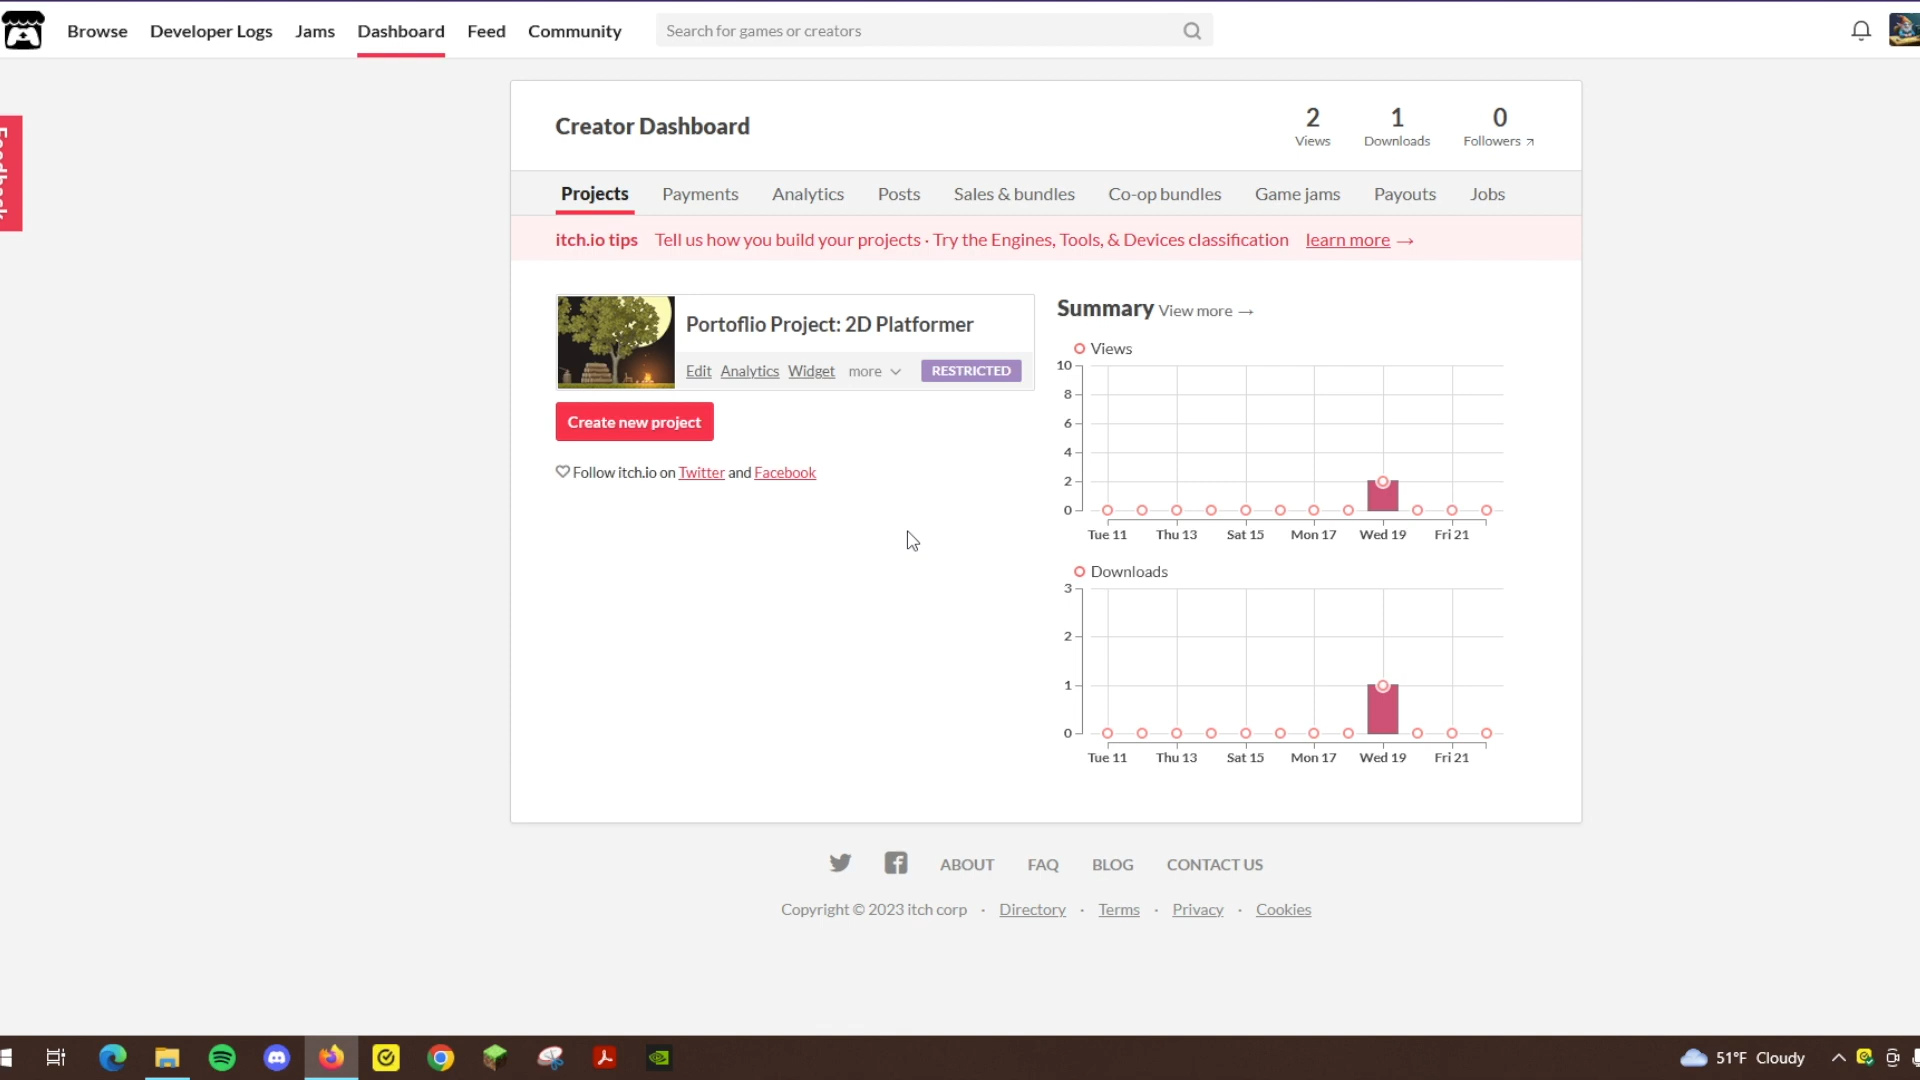 Browse Developer Logs Jams Dashboard Feed Community Search for games or creators
Feedback
Creator Dashboard
2 1 0
Views Downloads Followers ↗
Projects Payments Analytics Posts Sales & bundles Co-op bundles Game jams Payouts Jobs
itch.io tips Tell us how you build your projects · Try the Engines, Tools, & Devices classification learn more →
Portoflio Project: 2D Platformer
Edit Analytics Widget more RESTRICTED
Create new project
Follow itch.io on Twitter and Facebook
Summary View more →
Views
10
8
6
4
2
0
Tue 11 Thu 13 Sat 15 Mon 17 Wed 19 Fri 21
Downloads
3
2
1
0
Tue 11 Thu 13 Sat 15 Mon 17 Wed 19 Fri 21
ABOUT FAQ BLOG CONTACT US
Copyright © 2023 itch corp · Directory · Terms · Privacy · Cookies
51°F Cloudy